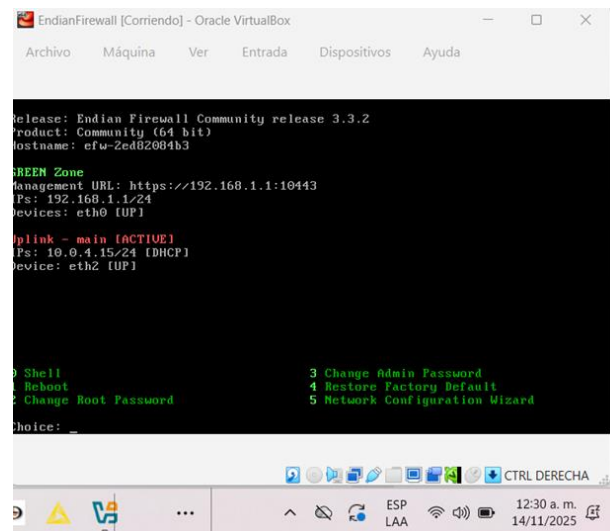 EndianFirewall [Corriendo] - Oracle VirtualBox
Archivo Máquina Ver Entrada Dispositivos Ayuda
Release: Endian Firewall Community release 3.3.2
Product: Community (64 bit)
Hostname: efw-2ed82084b3
GREEN Zone
Management URL: https://192.168.1.1:10443
IPs: 192.168.1.1/24
Devices: eth0 [UP]
Uplink - main [ACTIVE]
IPs: 10.0.4.15/24 [DHCP]
Device: eth2 [UP]
0 Shell 3 Change Admin Password
1 Reboot 4 Restore Factory Default
2 Change Root Password 5 Network Configuration Wizard
Choice: _
CTRL DERECHA
ESP 12:30 a. m.
LAA 14/11/2025